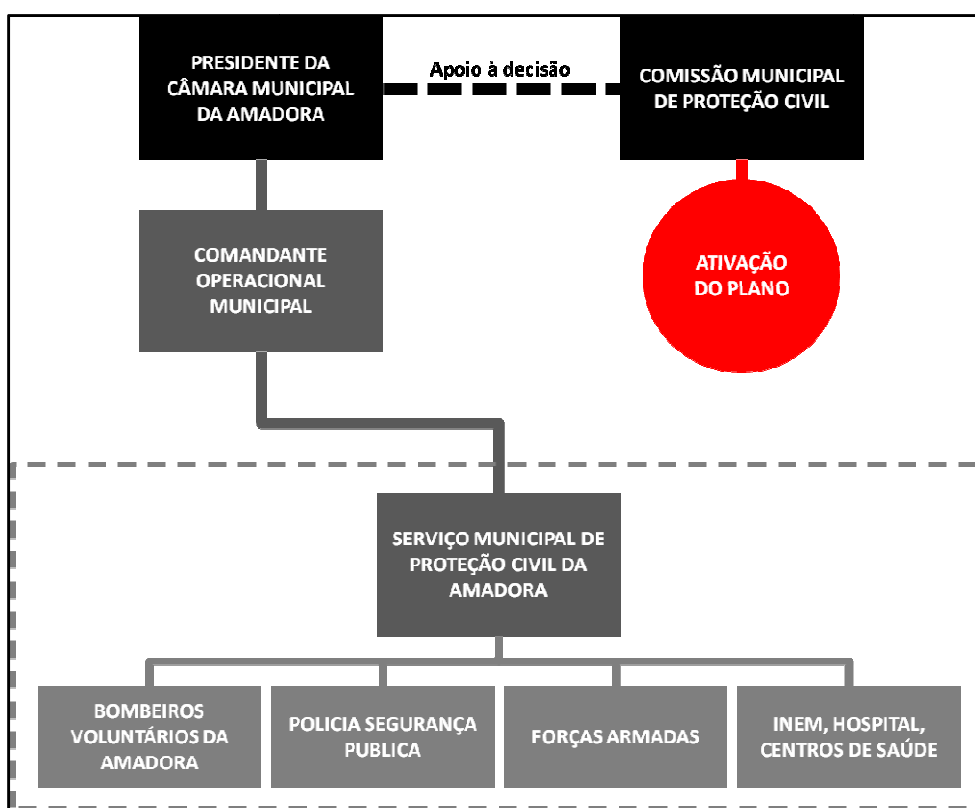 PRESIDENTE DA
CÂMARA MUNICIPAL
DA AMADORA
Apoio à decisão
COMISSÃO MUNICIPAL
DE PROTEÇÃO CIVIL
COMANDANTE
OPERACIONAL
MUNICIPAL
ATIVAÇÃO
DO PLANO
SERVIÇO MUNICIPAL DE
PROTEÇÃO CIVIL DA
AMADORA
BOMBEIROS
VOLUNTÁRIOS DA
AMADORA
POLICIA SEGURANÇA
PUBLICA
FORÇAS ARMADAS
INEM, HOSPITAL,
CENTROS DE SAÚDE